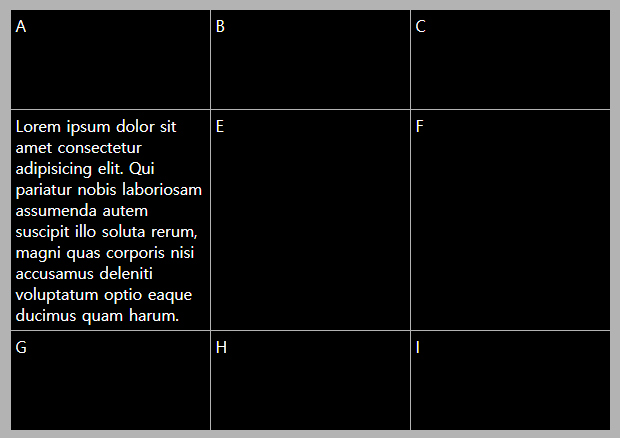 A
B
C
Lorem ipsum dolor sit
amet consectetur
adipisicing elit. Qui
pariatur nobis laboriosam
assumenda autem
suscipit illo soluta rerum,
magni quas corporis nisi
accusamus deleniti
voluptatum optio eaque
ducimus quam harum.
E
F
G
H
I